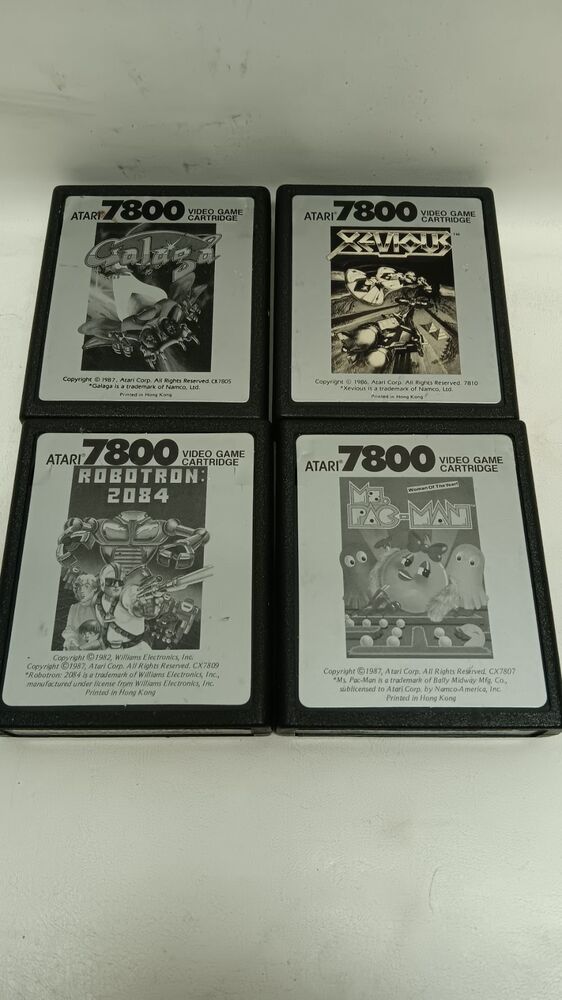 ATARI® 7800 VIDEO GAME CARTRIDGE
Galaga
Copyright © 1987, Atari Corp. All Rights Reserved. CX7805
*Galaga is a trademark of Namco, Ltd.
Printed in Hong Kong
ATARI® 7800 VIDEO GAME CARTRIDGE
XEVIOUS™
Copyright © 1986, Atari Corp. All Rights Reserved. 7810
*Xevious is a trademark of Namco, Ltd.
Printed in Hong Kong
ATARI® 7800 VIDEO GAME CARTRIDGE
ROBOTRON:
2084
Copyright ©1982, Williams Electronics, Inc.
Copyright ©1987, Atari Corp. All Rights Reserved. CX7809
*Robotron: 2084 is a trademark of Williams Electronics, Inc.,
manufactured under license from Williams Electronics, Inc.
Printed in Hong Kong
ATARI® 7800 VIDEO GAME CARTRIDGE
Woman Of The Year!
Ms.
PAC-MAN
Copyright ©1987, Atari Corp. All Rights Reserved. CX7807
*Ms. Pac-Man is a trademark of Bally Midway Mfg. Co.,
sublicensed to Atari Corp. by Namco-America, Inc.
Printed in Hong Kong